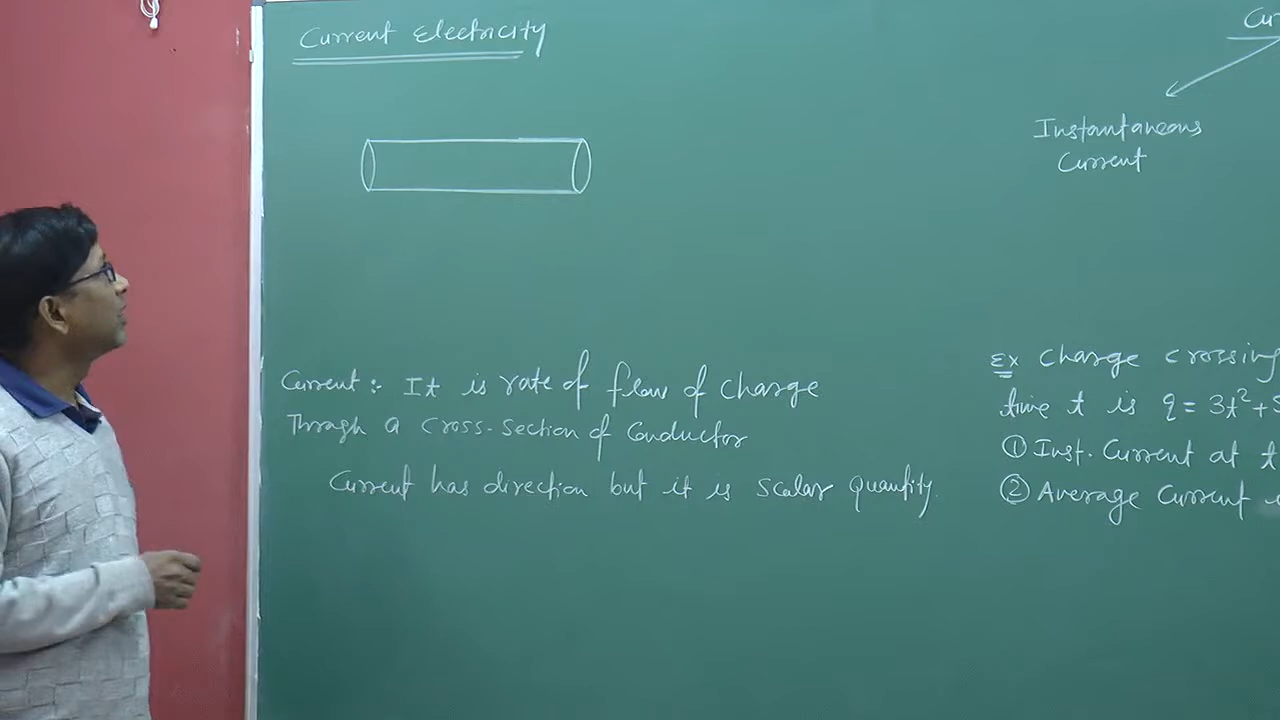 Current Electricity
Cu
Instantaneous
Current
Current :- It is rate of flow of charge
Through a cross-section of Conductor
Current has direction but it is scalar quantity.
Ex Charge crossing
time t is q = 3t²+
① Inst. Current at t
② Average Current